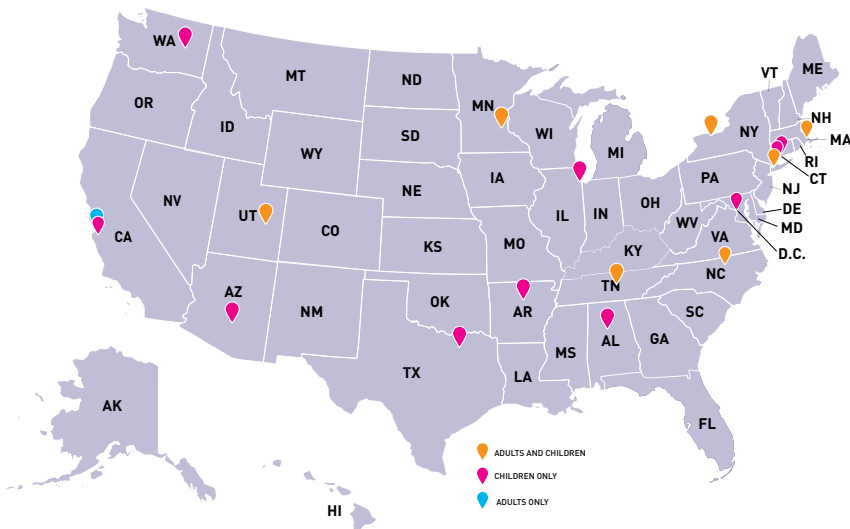 WA
MT
ND
MN
VT
ME
OR
ID
WY
SD
WI
MI
NY
NH
MA
RI
CT
NV
UT
CO
NE
IA
IL
IN
OH
PA
NJ
DE
MD
D.C.
CA
KS
MO
KY
WV
VA
AZ
NM
OK
AR
TN
NC
SC
TX
LA
MS
AL
GA
FL
AK
HI
ADULTS AND CHILDREN
CHILDREN ONLY
ADULTS ONLY